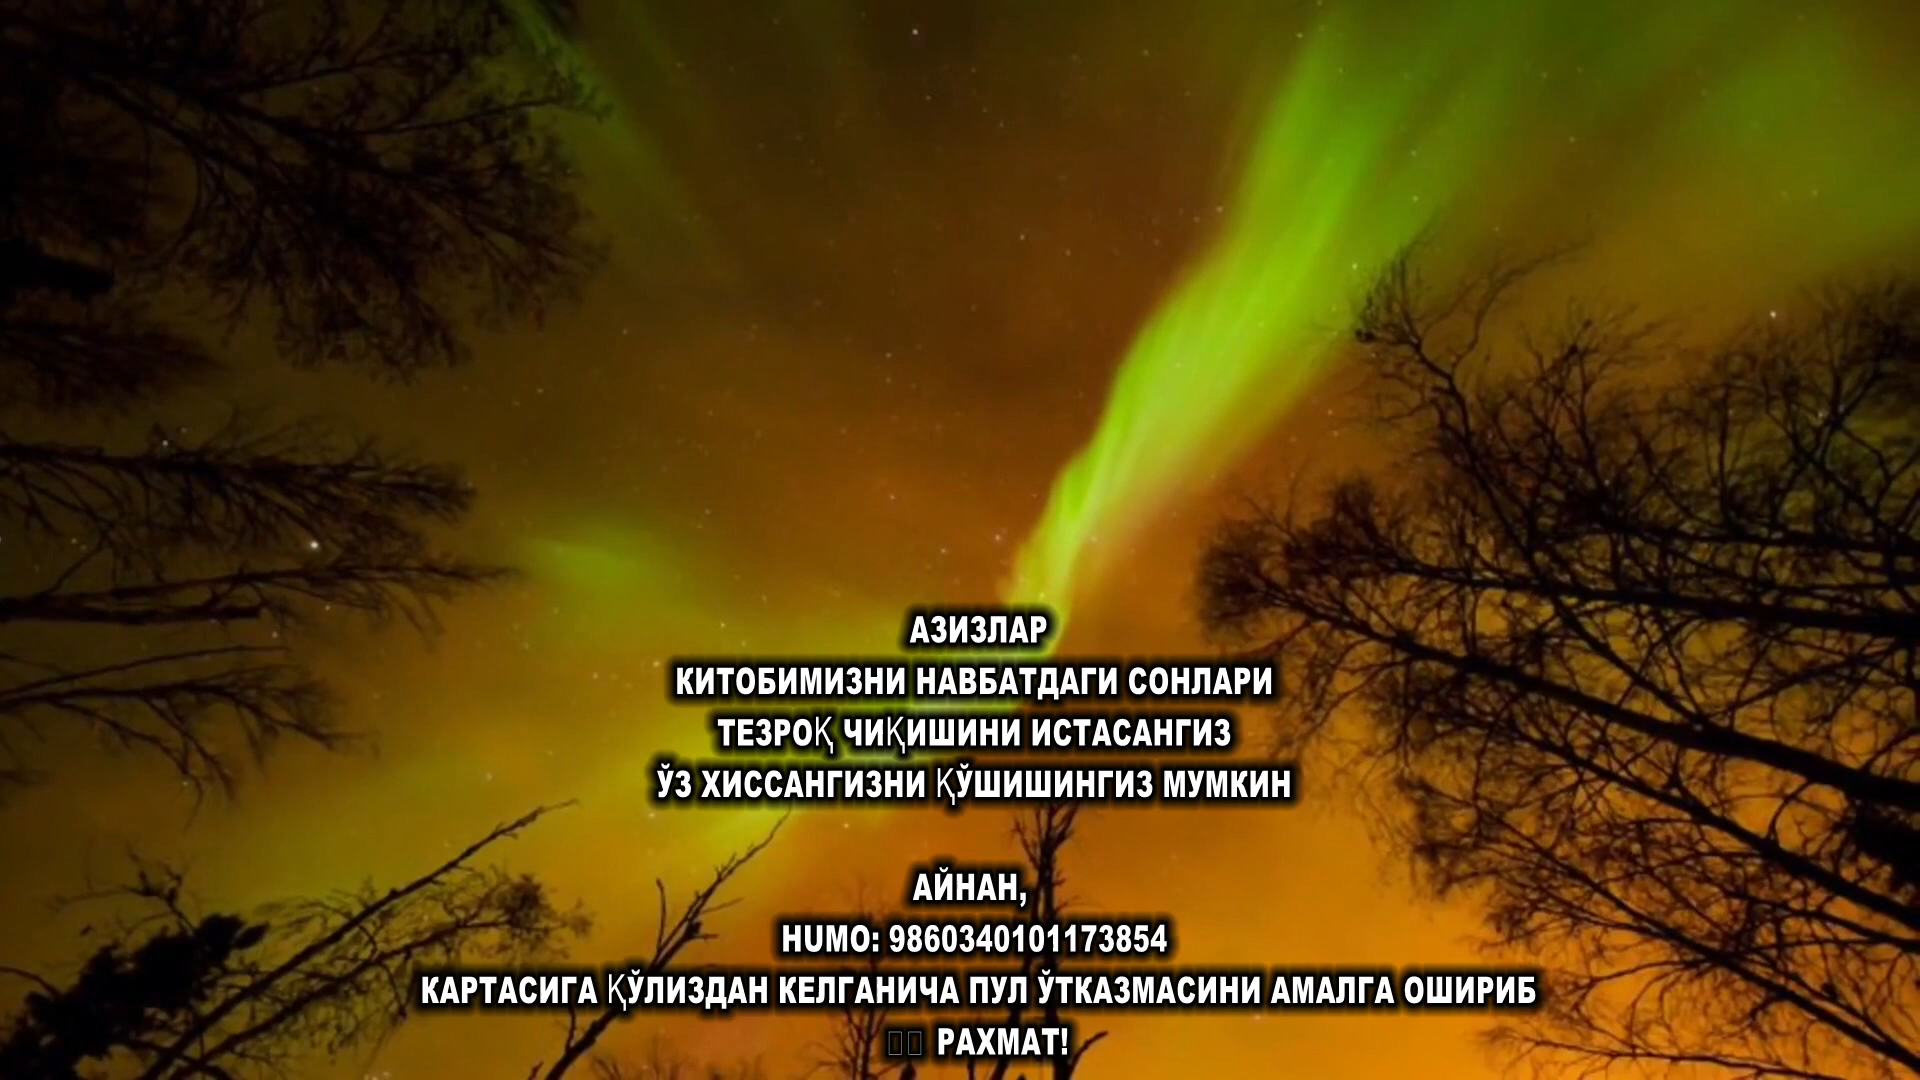 АЗИЗЛАР
КИТОБИМИЗНИ НАВБАТДАГИ СОНЛАРИ
ТЕЗРОҚ ЧИҚИШИНИ ИСТАСАНГИЗ
ЎЗ ХИССАНГИЗНИ ҚЎШИШИНГИЗ МУМКИН
АЙНАН,
HUMO: 9860340101173854
КАРТАСИГА ҚЎЛИЗДАН КЕЛГАНИЧА ПУЛ ЎТКАЗМАСИНИ АМАЛГА ОШИРИБ
РАХМАТ!